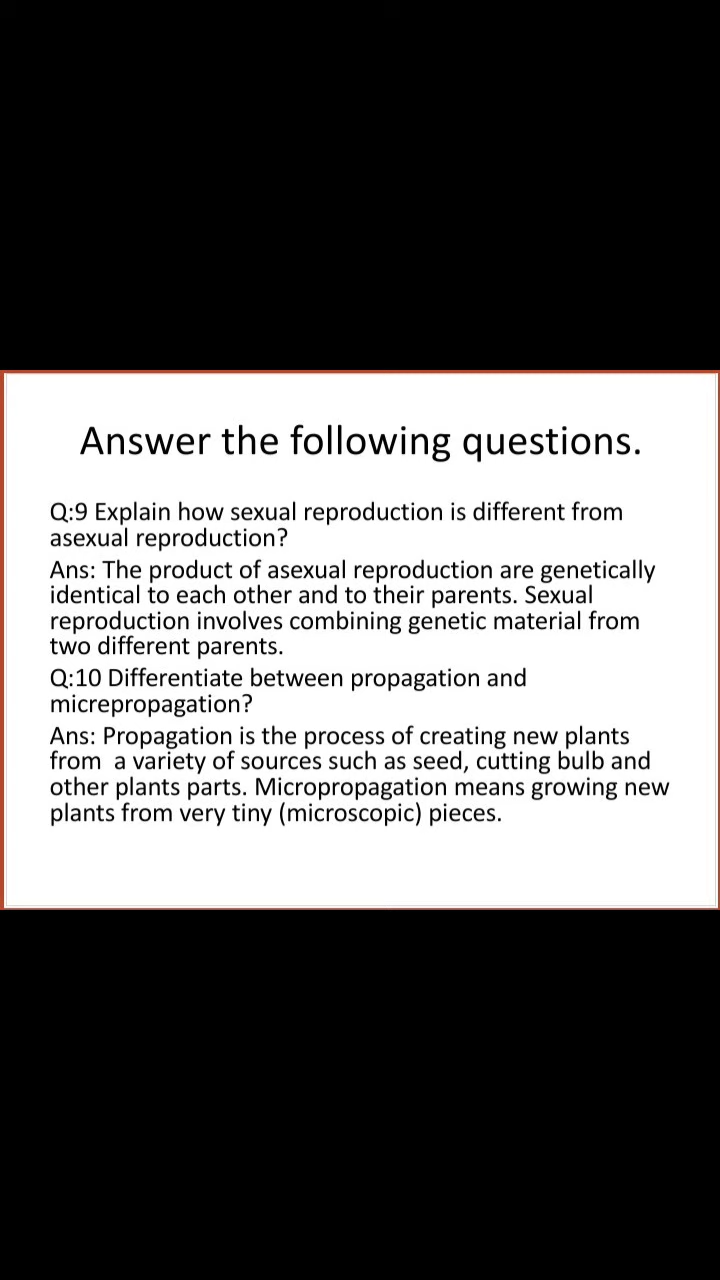 Answer the following questions.
Q:9 Explain how sexual reproduction is different from
asexual reproduction?
Ans: The product of asexual reproduction are genetically
identical to each other and to their parents. Sexual
reproduction involves combining genetic material from
two different parents.
Q:10 Differentiate between propagation and
micrepropagation?
Ans: Propagation is the process of creating new plants
from  a variety of sources such as seed, cutting bulb and
other plants parts. Micropropagation means growing new
plants from very tiny (microscopic) pieces.